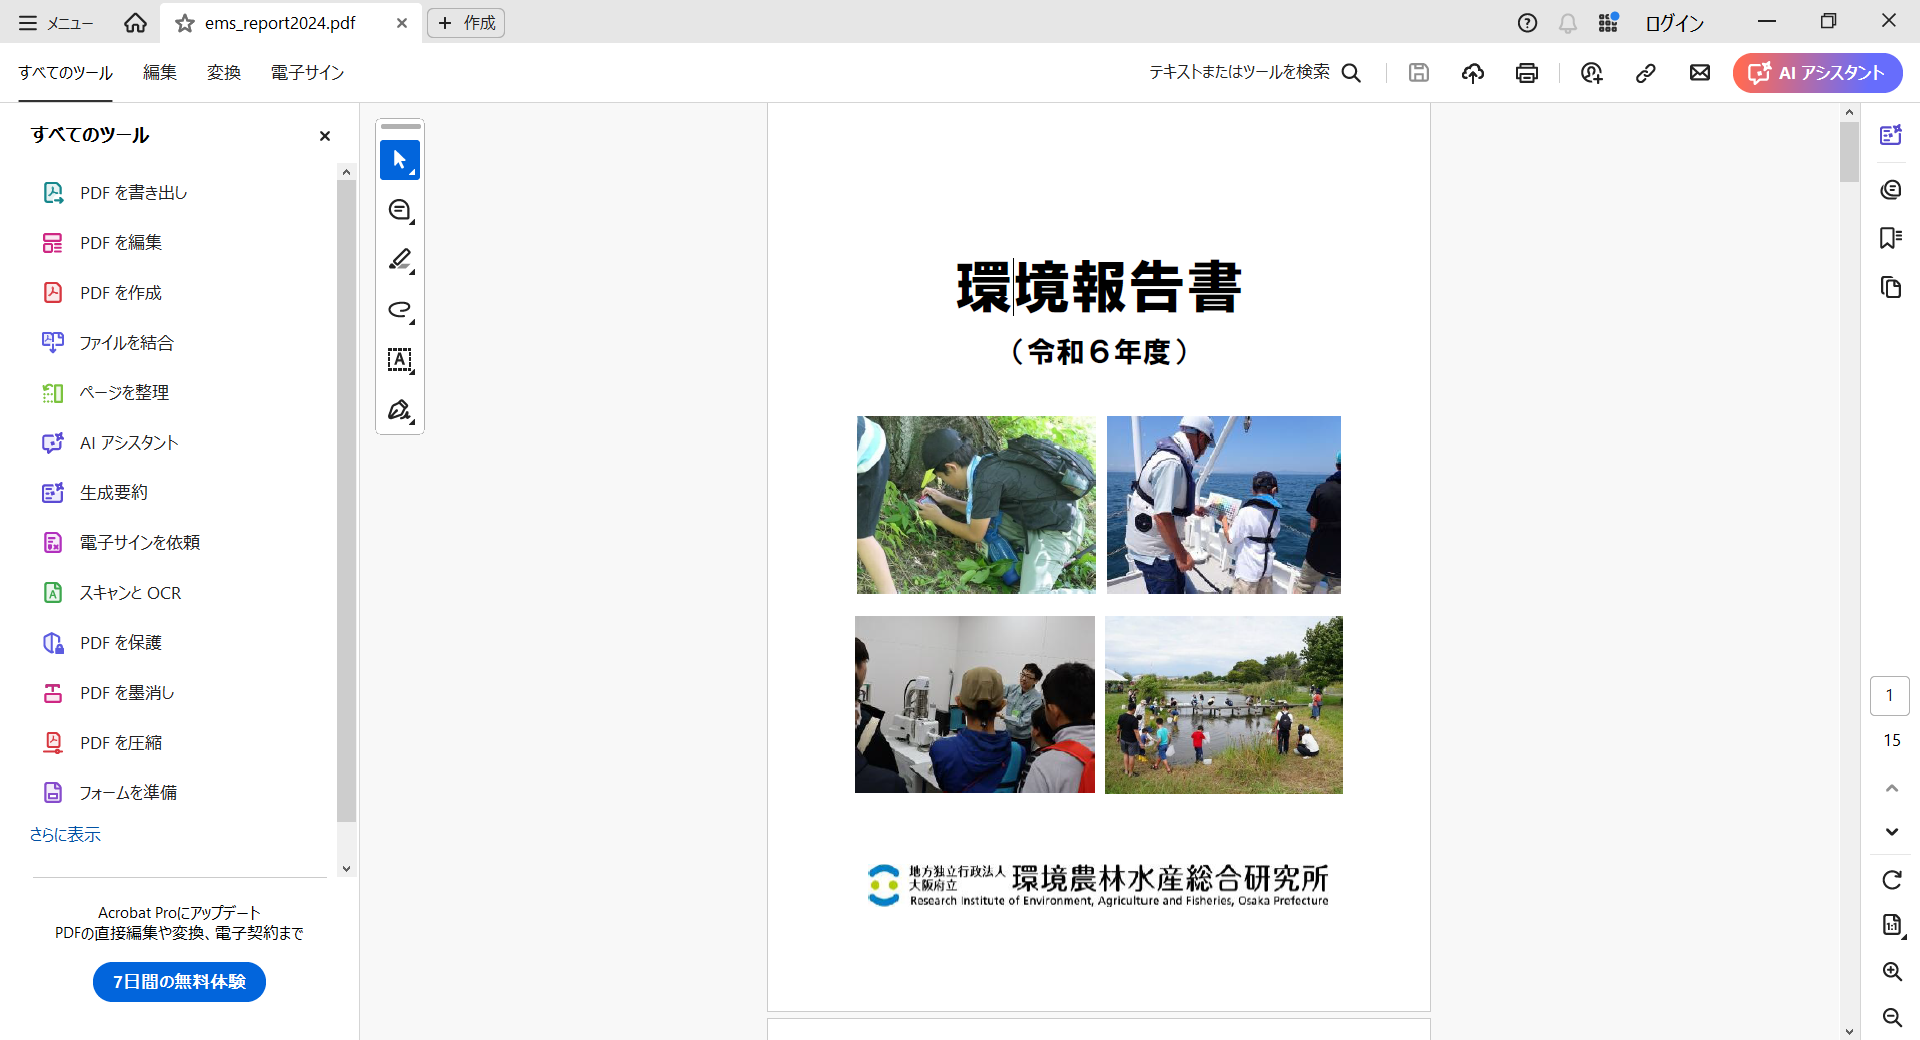 メニュー
ems_report2024.pdf
作成
ログイン
すべてのツール
編集
変換
電子サイン
テキストまたはツールを検索
AI アシスタント
すべてのツール
PDF を書き出し
PDF を編集
PDF を作成
ファイルを結合
ページを整理
AI アシスタント
生成要約
電子サインを依頼
スキャンと OCR
PDF を保護
PDF を墨消し
PDF を圧縮
フォームを準備
さらに表示
Acrobat Proにアップデート
PDFの直接編集や変換、電子契約まで
7日間の無料体験
環境報告書
（令和６年度）
地方独立行政法人
大阪府立
環境農林水産総合研究所
Research Institute of Environment, Agriculture and Fisheries, Osaka Prefecture
1
15